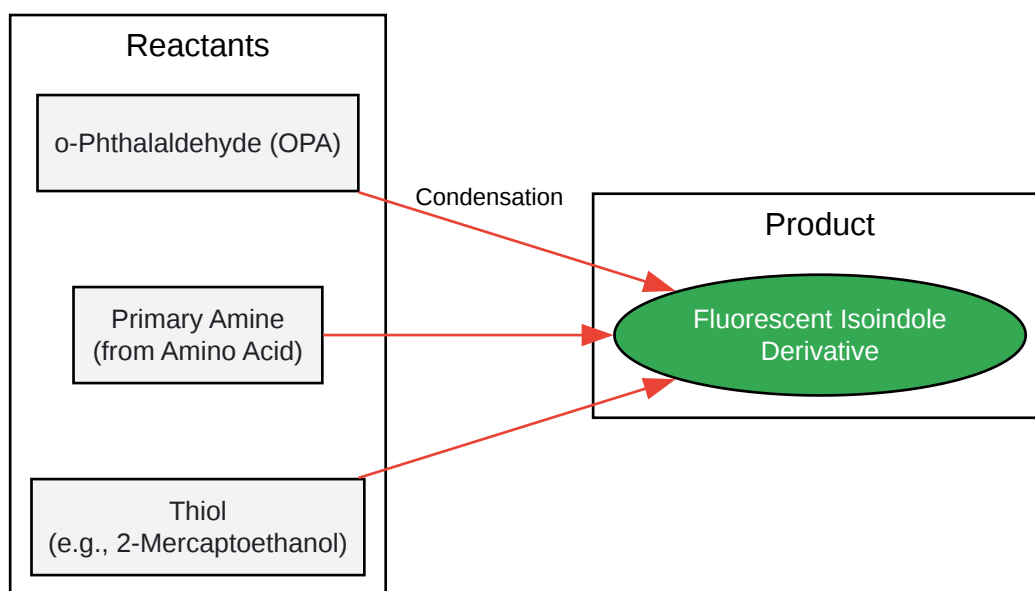 Reactants
o-Phthalaldehyde (OPA)
Condensation
Primary Amine
(from Amino Acid)
Thiol
(e.g., 2-Mercaptoethanol)
Product
Fluorescent Isoindole
Derivative